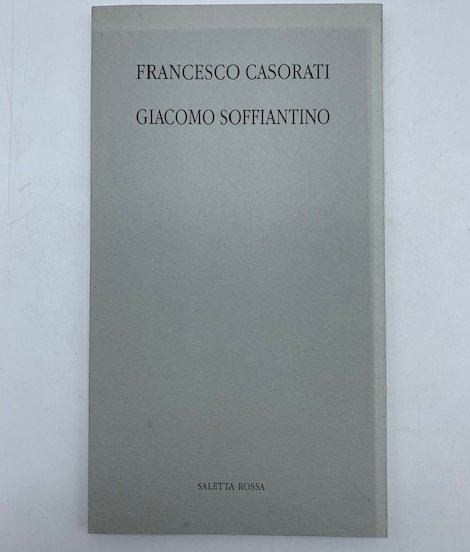 FRANCESCO CASORATI
GIACOMO SOFFIANTINO
SALETTA ROSSA